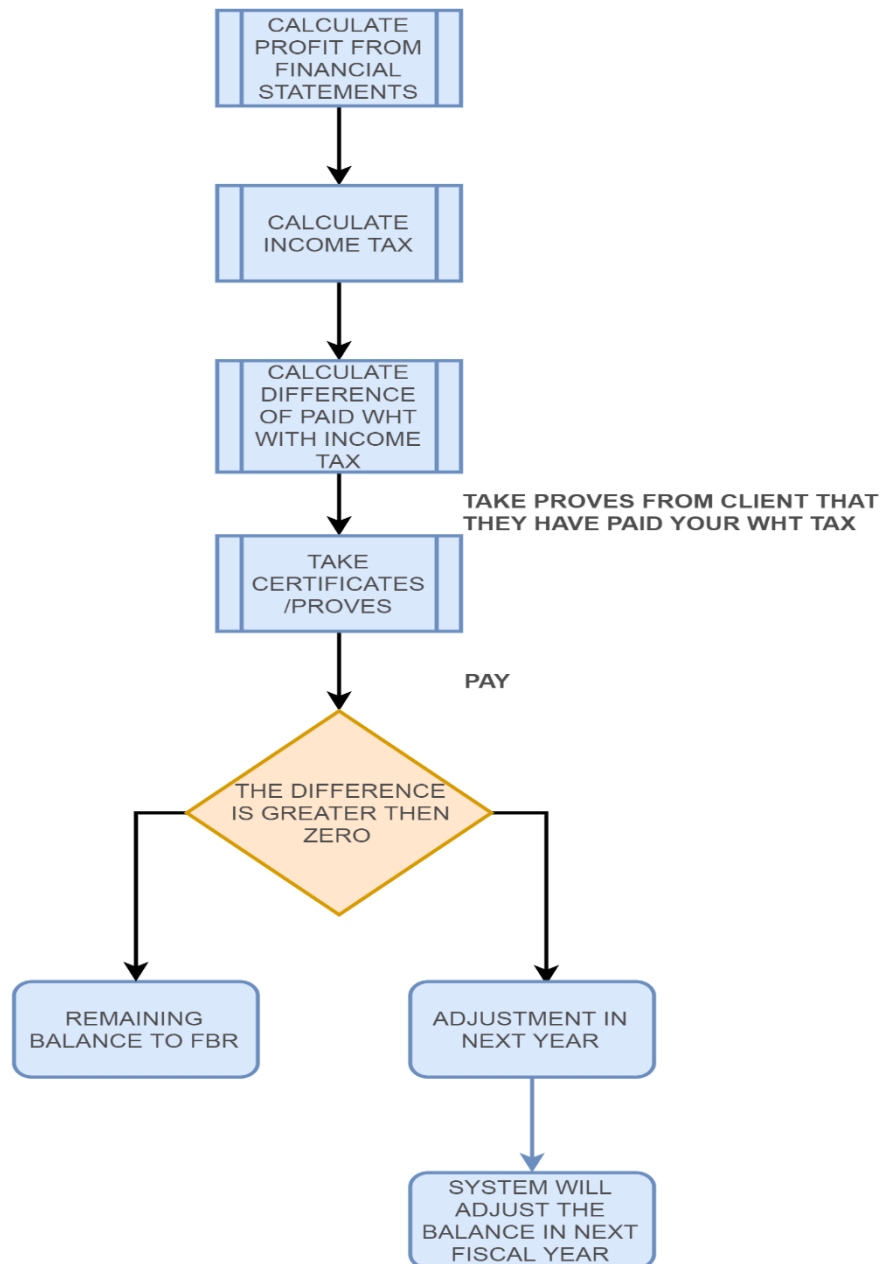 CALCULATE
PROFIT FROM
FINANCIAL
STATEMENTS
CALCULATE
INCOME TAX
CALCULATE
DIFFERENCE
OF PAID WHT
WITH INCOME
TAX
TAKE PROVES FROM CLIENT THAT
THEY HAVE PAID YOUR WHT TAX
TAKE
CERTIFICATES
/PROVES
PAY
THE DIFFERENCE
IS GREATER THEN
ZERO
REMAINING
BALANCE TO FBR
ADJUSTMENT IN
NEXT YEAR
SYSTEM WILL
ADJUST THE
BALANCE IN NEXT
FISCAL YEAR